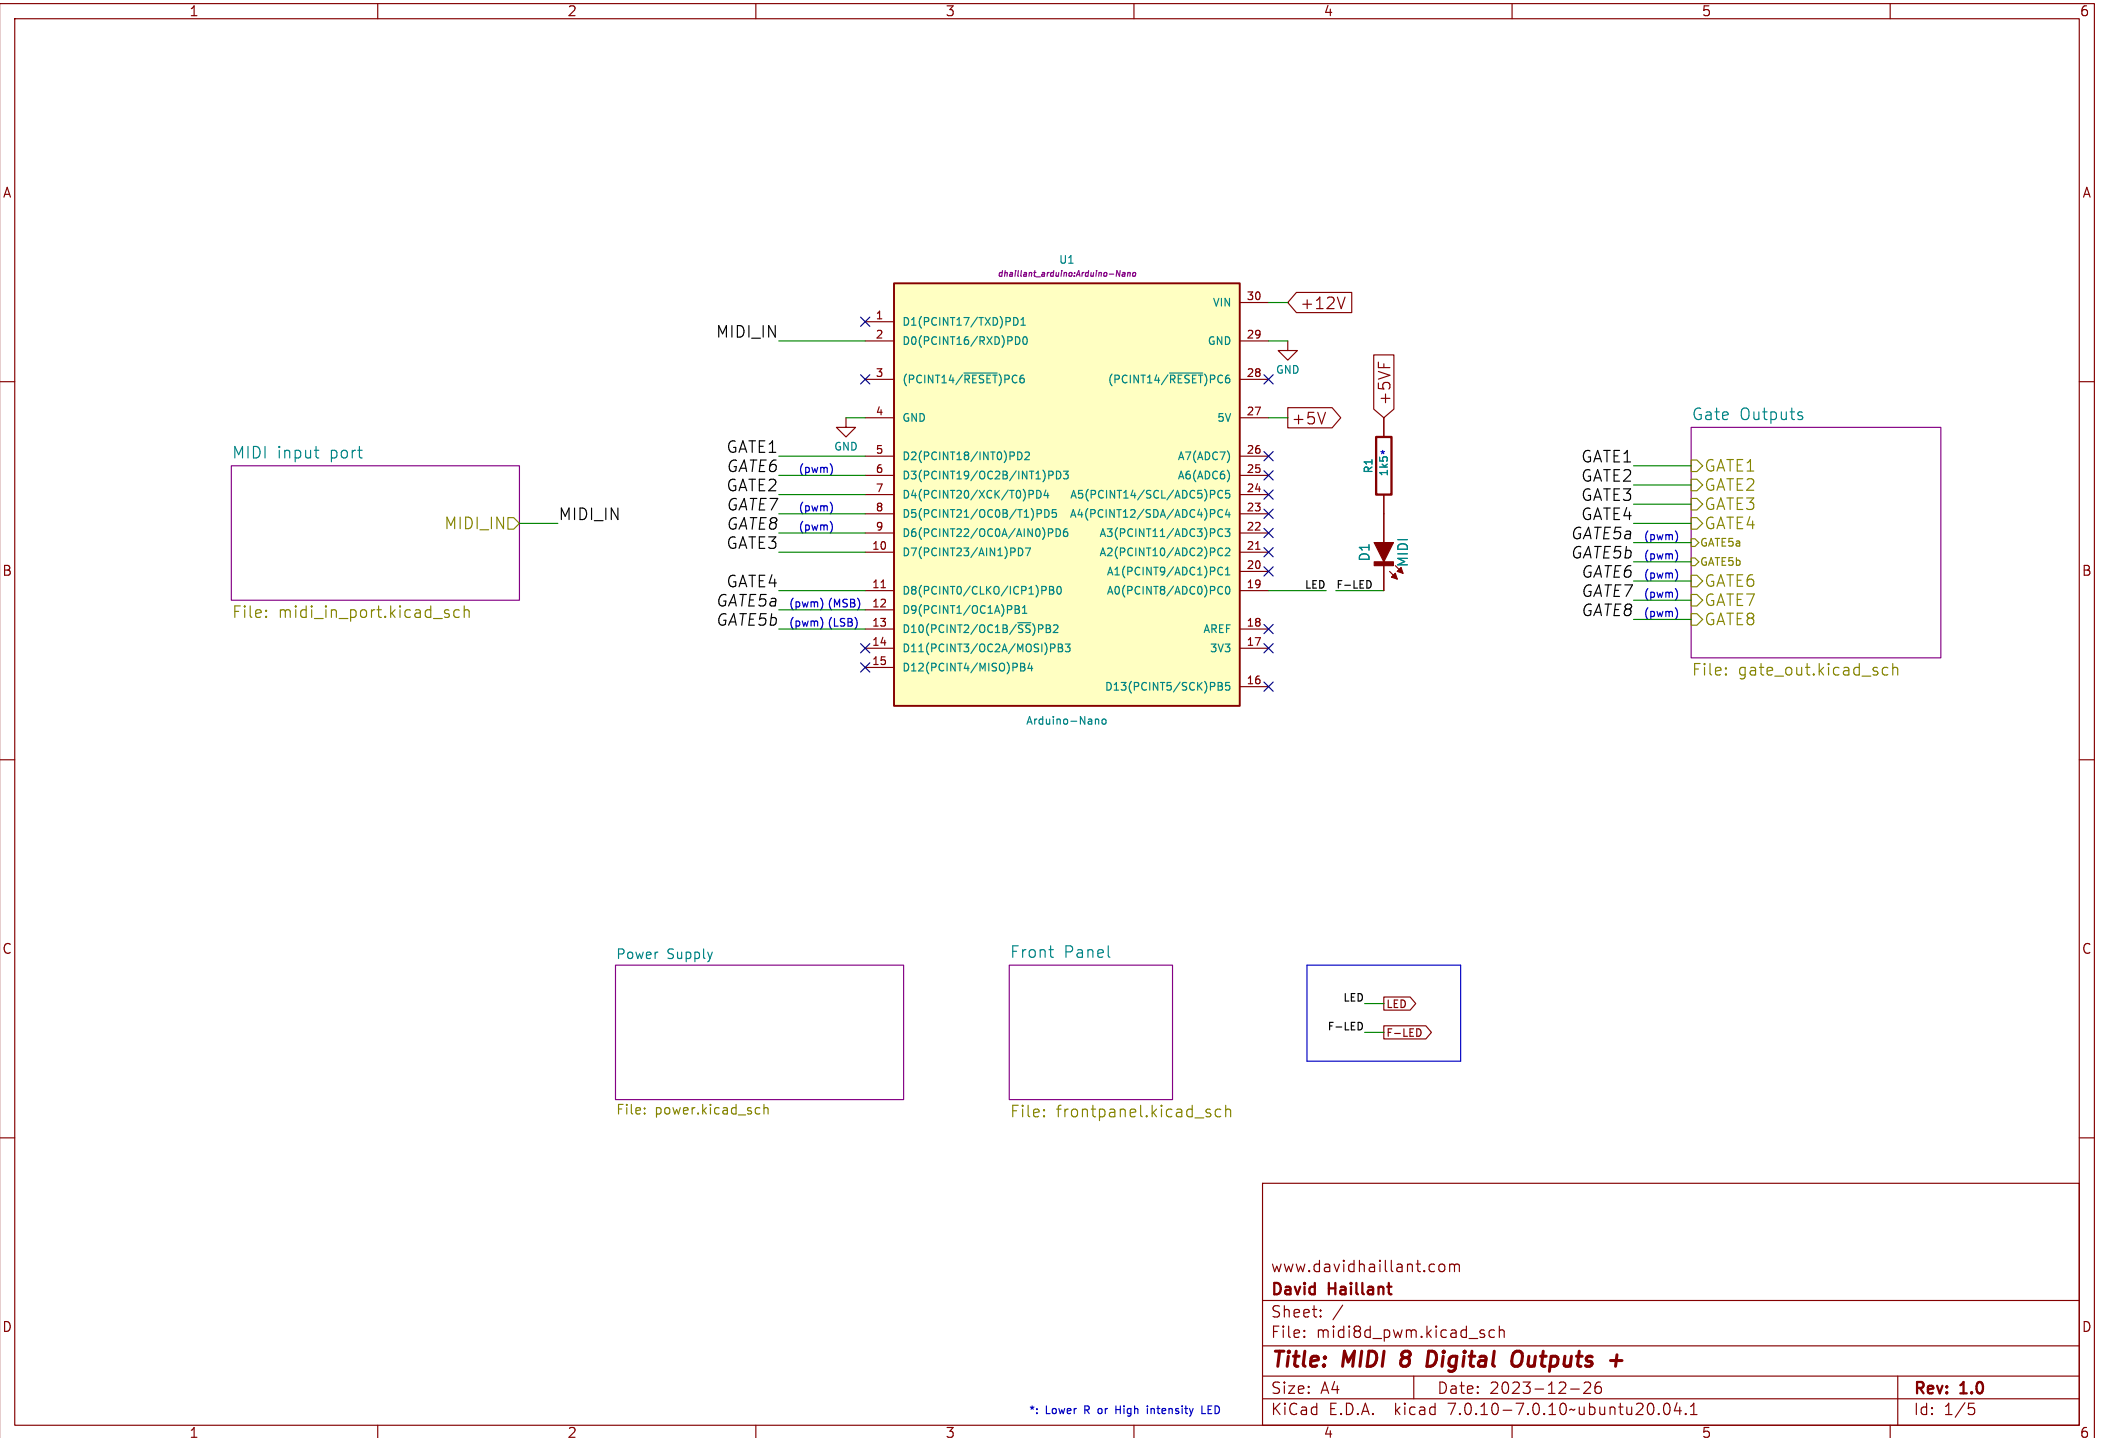 1 2 3 4 5 6
A A
B B
C C
D D
U1
dhaillant_arduino:Arduino-Nano
MIDI_IN
1 D1(PCINT17/TXD)PD1
2 D0(PCINT16/RXD)PD0
3 (PCINT14/RESET)PC6
4 GND
GND
GATE1 5 D2(PCINT18/INT0)PD2
GATE6 (pwm) 6 D3(PCINT19/OC2B/INT1)PD3
GATE2 7 D4(PCINT20/XCK/T0)PD4
GATE7 (pwm) 8 D5(PCINT21/OC0B/T1)PD5
GATE8 (pwm) 9 D6(PCINT22/OC0A/AIN0)PD6
GATE3 10 D7(PCINT23/AIN1)PD7
GATE4 11 D8(PCINT0/CLKO/ICP1)PB0
GATE5a (pwm) (MSB) 12 D9(PCINT1/OC1A)PB1
GATE5b (pwm) (LSB) 13 D10(PCINT2/OC1B/SS)PB2
14 D11(PCINT3/OC2A/MOSI)PB3
15 D12(PCINT4/MISO)PB4
VIN 30 +12V
GND 29
GND
(PCINT14/RESET)PC6 28
5V 27 +5V
A7(ADC7) 26
A6(ADC6) 25
A5(PCINT14/SCL/ADC5)PC5 24
A4(PCINT12/SDA/ADC4)PC4 23
A3(PCINT11/ADC3)PC3 22
A2(PCINT10/ADC2)PC2 21
A1(PCINT9/ADC1)PC1 20
A0(PCINT8/ADC0)PC0 19 LED F-LED
AREF 18
3V3 17
D13(PCINT5/SCK)PB5 16
Arduino-Nano
+5VF
R1
1k5*
D1
MIDI
MIDI input port
MIDI_IN MIDI_IN
File: midi_in_port.kicad_sch
Gate Outputs
GATE1 GATE1
GATE2 GATE2
GATE3 GATE3
GATE4 GATE4
GATE5a (pwm) GATE5a
GATE5b (pwm) GATE5b
GATE6 (pwm) GATE6
GATE7 (pwm) GATE7
GATE8 (pwm) GATE8
File: gate_out.kicad_sch
Power Supply
File: power.kicad_sch
Front Panel
File: frontpanel.kicad_sch
LED LED
F-LED F-LED
*: Lower R or High intensity LED
www.davidhaillant.com
David Haillant
Sheet: /
File: midi8d_pwm.kicad_sch
Title: MIDI 8 Digital Outputs +
Size: A4 Date: 2023-12-26 Rev: 1.0
KiCad E.D.A. kicad 7.0.10-7.0.10~ubuntu20.04.1 Id: 1/5
1 2 3 4 5 6